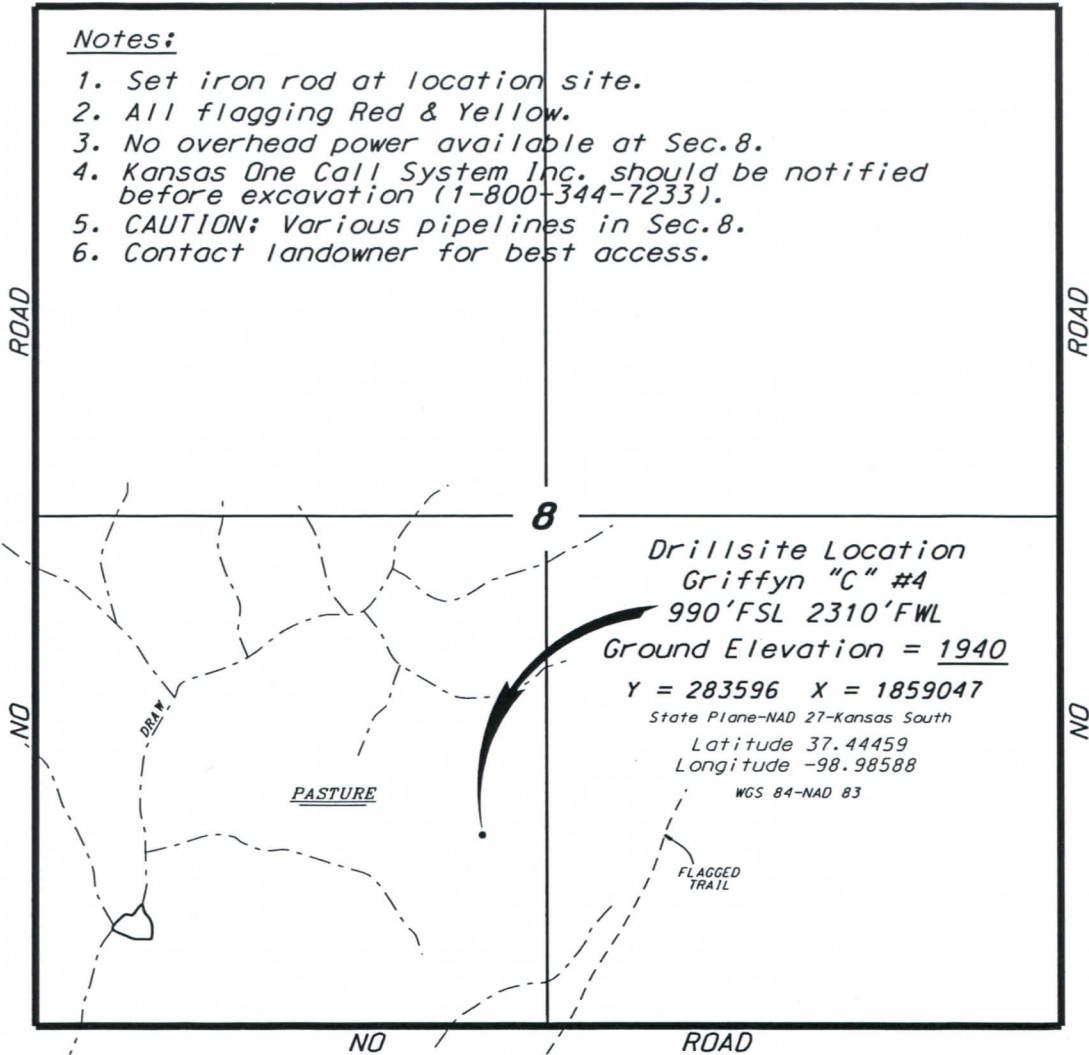 Notes:
1. Set iron rod at location site.
2. All flagging Red & Yellow.
3. No overhead power available at Sec.8.
4. Kansas One Call System Inc. should be notified
before excavation (1-800-344-7233).
5. CAUTION: Various pipelines in Sec.8.
6. Contact landowner for best access.
ROAD
ROAD
8
Drillsite Location
Griffyn "C" #4
990'FSL 2310'FWL
Ground Elevation = 1940
Y = 283596 X = 1859047
State Plane-NAD 27-Kansas South
Latitude 37.44459
Longitude -98.98588
WGS 84-NAD 83
NO
NO
DRAW
PASTURE
FLAGGED
TRAIL
NO ROAD